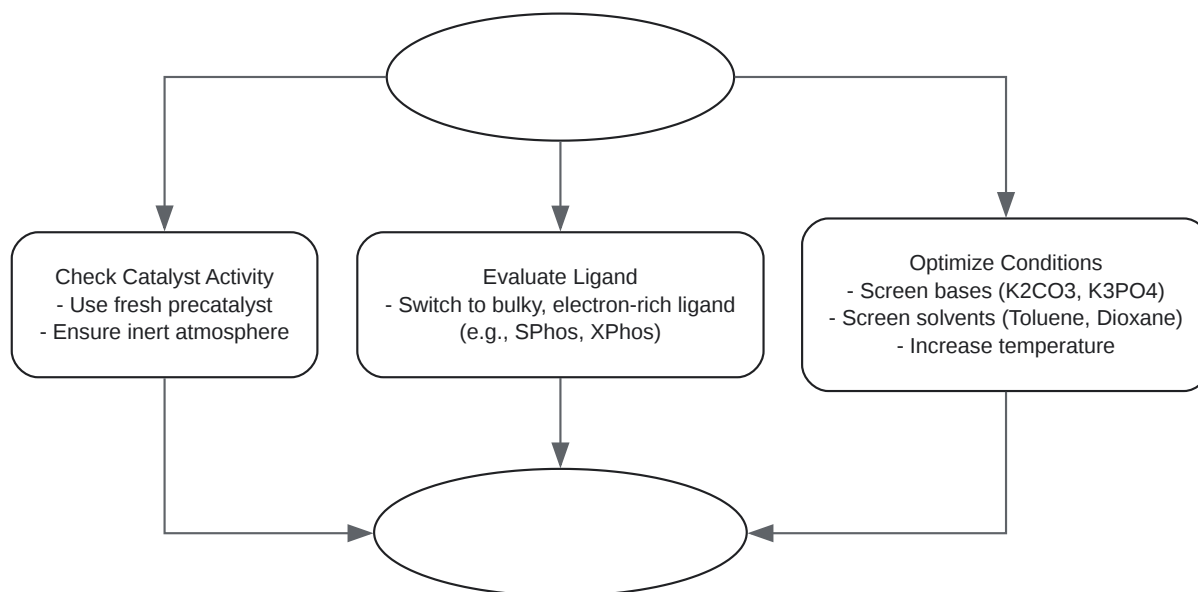 Check Catalyst Activity
- Use fresh precatalyst
- Ensure inert atmosphere
Evaluate Ligand
- Switch to bulky, electron-rich ligand
(e.g., SPhos, XPhos)
Optimize Conditions
- Screen bases (K2CO3, K3PO4)
- Screen solvents (Toluene, Dioxane)
- Increase temperature